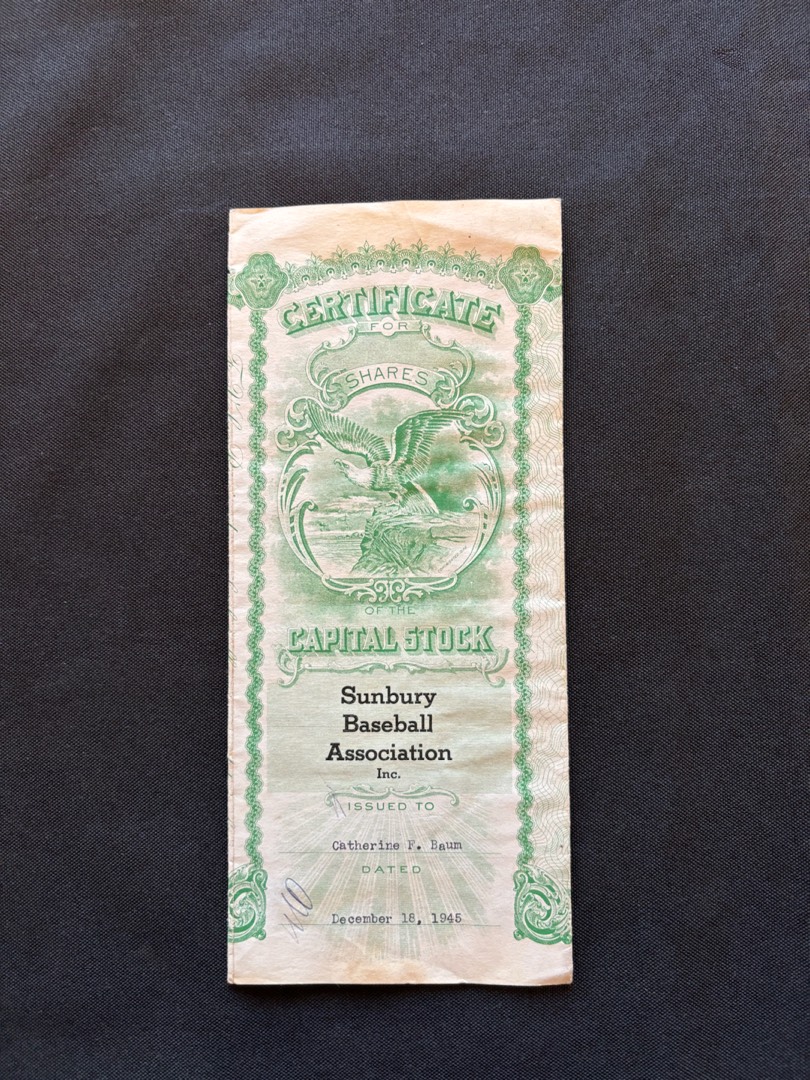 CERTIFICATE
FOR
SHARES
OF THE
CAPITAL STOCK
Sunbury
Baseball
Association
Inc.
ISSUED TO
Catherine F. Baum
DATED
December 18, 1945